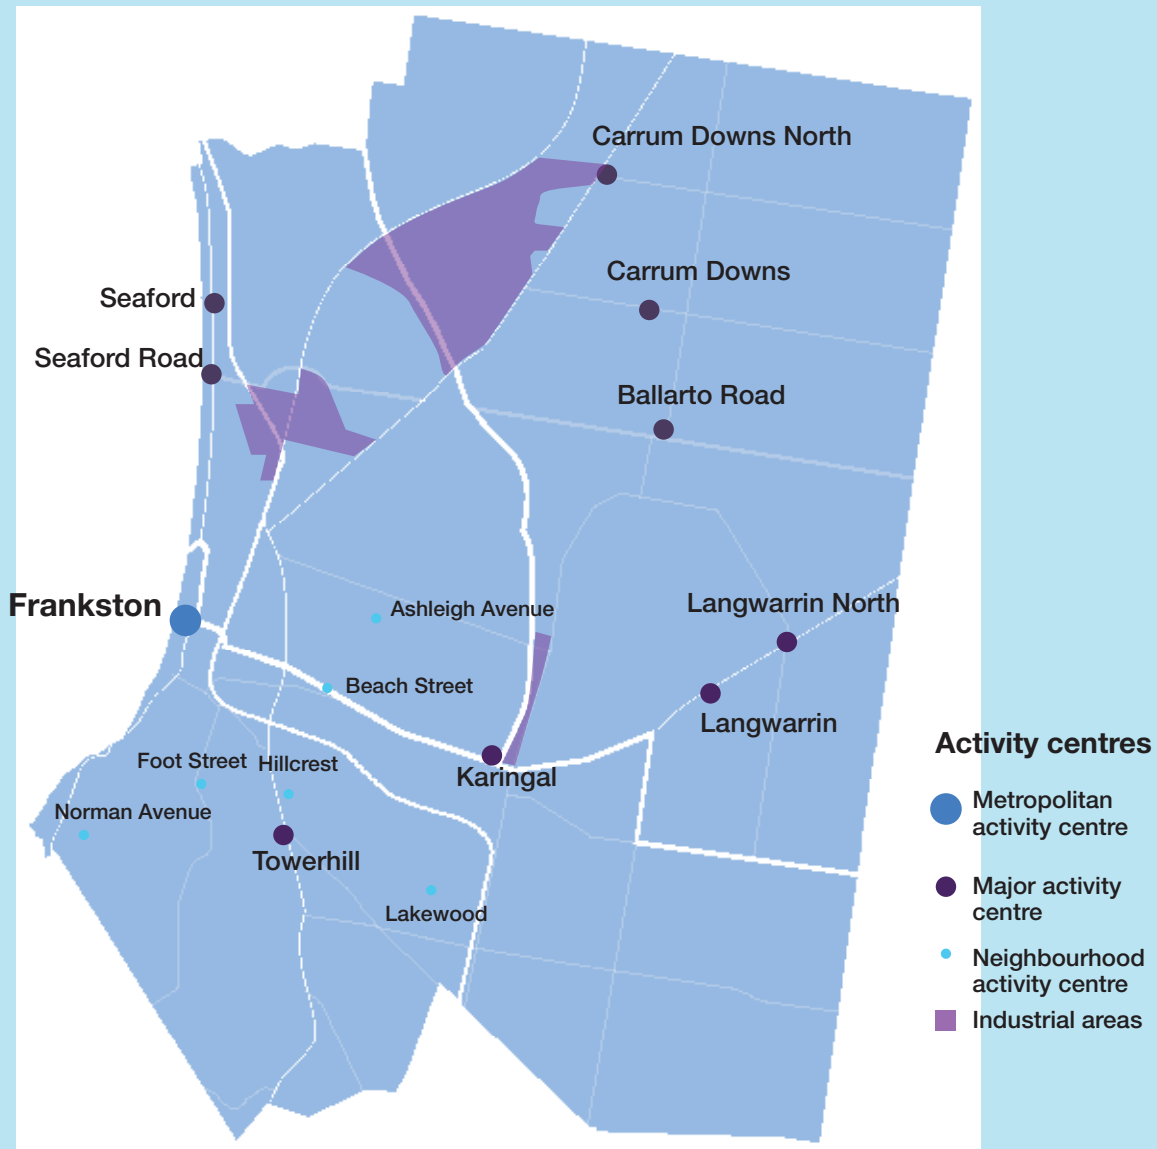 Carrum Downs North
Carrum Downs
Seaford
Seaford Road
Ballarto Road
Frankston
Ashleigh Avenue
Langwarrin North
Beach Street
Langwarrin
Foot Street
Hillcrest
Karingal
Norman Avenue
Towerhill
Lakewood
Activity centres
Metropolitan
activity centre
Major activity
centre
Neighbourhood
activity centre
Industrial areas